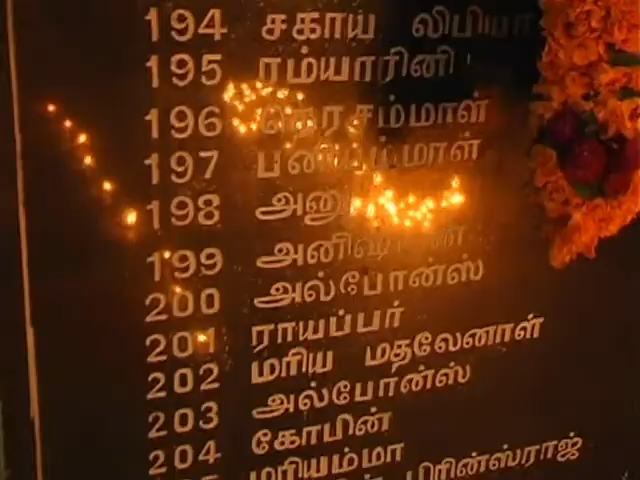 194 சகாய லிபியா
195 ரம்யாரினி
196 தேரசம்மாள்
197
198
199
200 அல்போன்ஸ்
201 ராயப்பர்
202 மரிய மதலேனாள்
203 அல்போன்ஸ்
204 கோமின்
மரியம்மா
பிரின்ஸ்ராஜ்